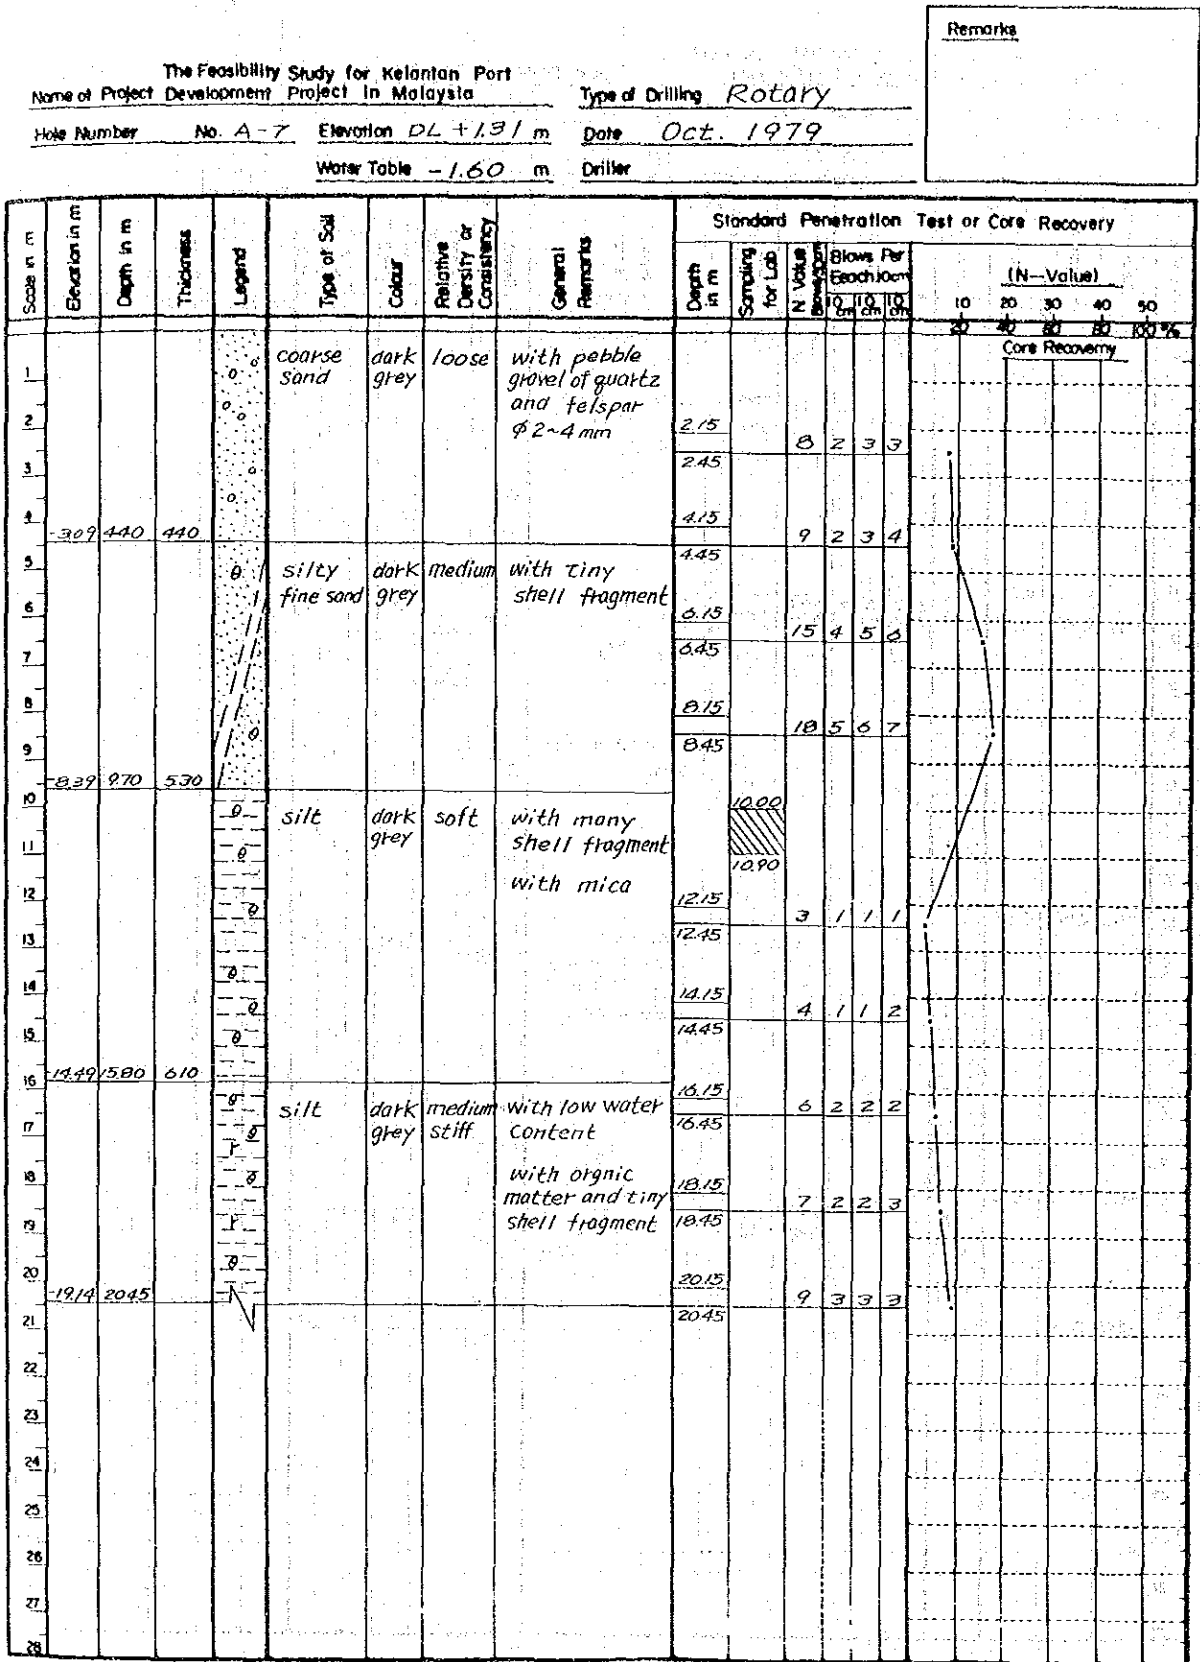 Remarks
The Feasibility Study for Kelantan Port
Name of Project Development Project in Malaysia
Type of Drilling Rotary
Hole Number No. A-7 Elevation DL +1.31 m Date Oct. 1979
Water Table -1.60 m Driller
Scale in m
Elevation in m
Depth in m
Thickness
Legend
Type of Soil
Colour
Relative Density or Consistency
General Remarks
Standard Penetration Test or Core Recovery
Depth in m
Sampling for Lab
N Value
Blows Per Eeach 10cm
10 cm 10 cm 10 cm
(N-Value)
10 20 30 40 50
20 40 60 80 100 %
Core Recovemy
coarse sand dark grey loose with pebble gravel of quartz and felspar φ 2~4 mm
1
2
2.15
8 2 3 3
2.45
3
4
4.15
-3.09 4.40 4.40
9 2 3 4
4.45
5
silty fine sand dark grey medium with tiny shell fragment
6
6.15
15 4 5 6
6.45
7
8
8.15
18 5 6 7
8.45
9
-8.39 9.70 5.30
10
10.00
silt dark grey soft with many shell fragment
with mica
11
10.90
12
12.15
3 1 1 1
12.45
13
14
14.15
4 1 1 2
14.45
15
-14.49 15.80 6.10
16
16.15
silt dark grey medium stiff with low water content
6 2 2 2
16.45
17
with orgnic matter and tiny shell fragment
18
18.15
7 2 2 3
18.45
19
20
20.15
-19.14 20.45
9 3 3 3
20.45
21
22
23
24
25
26
27
28